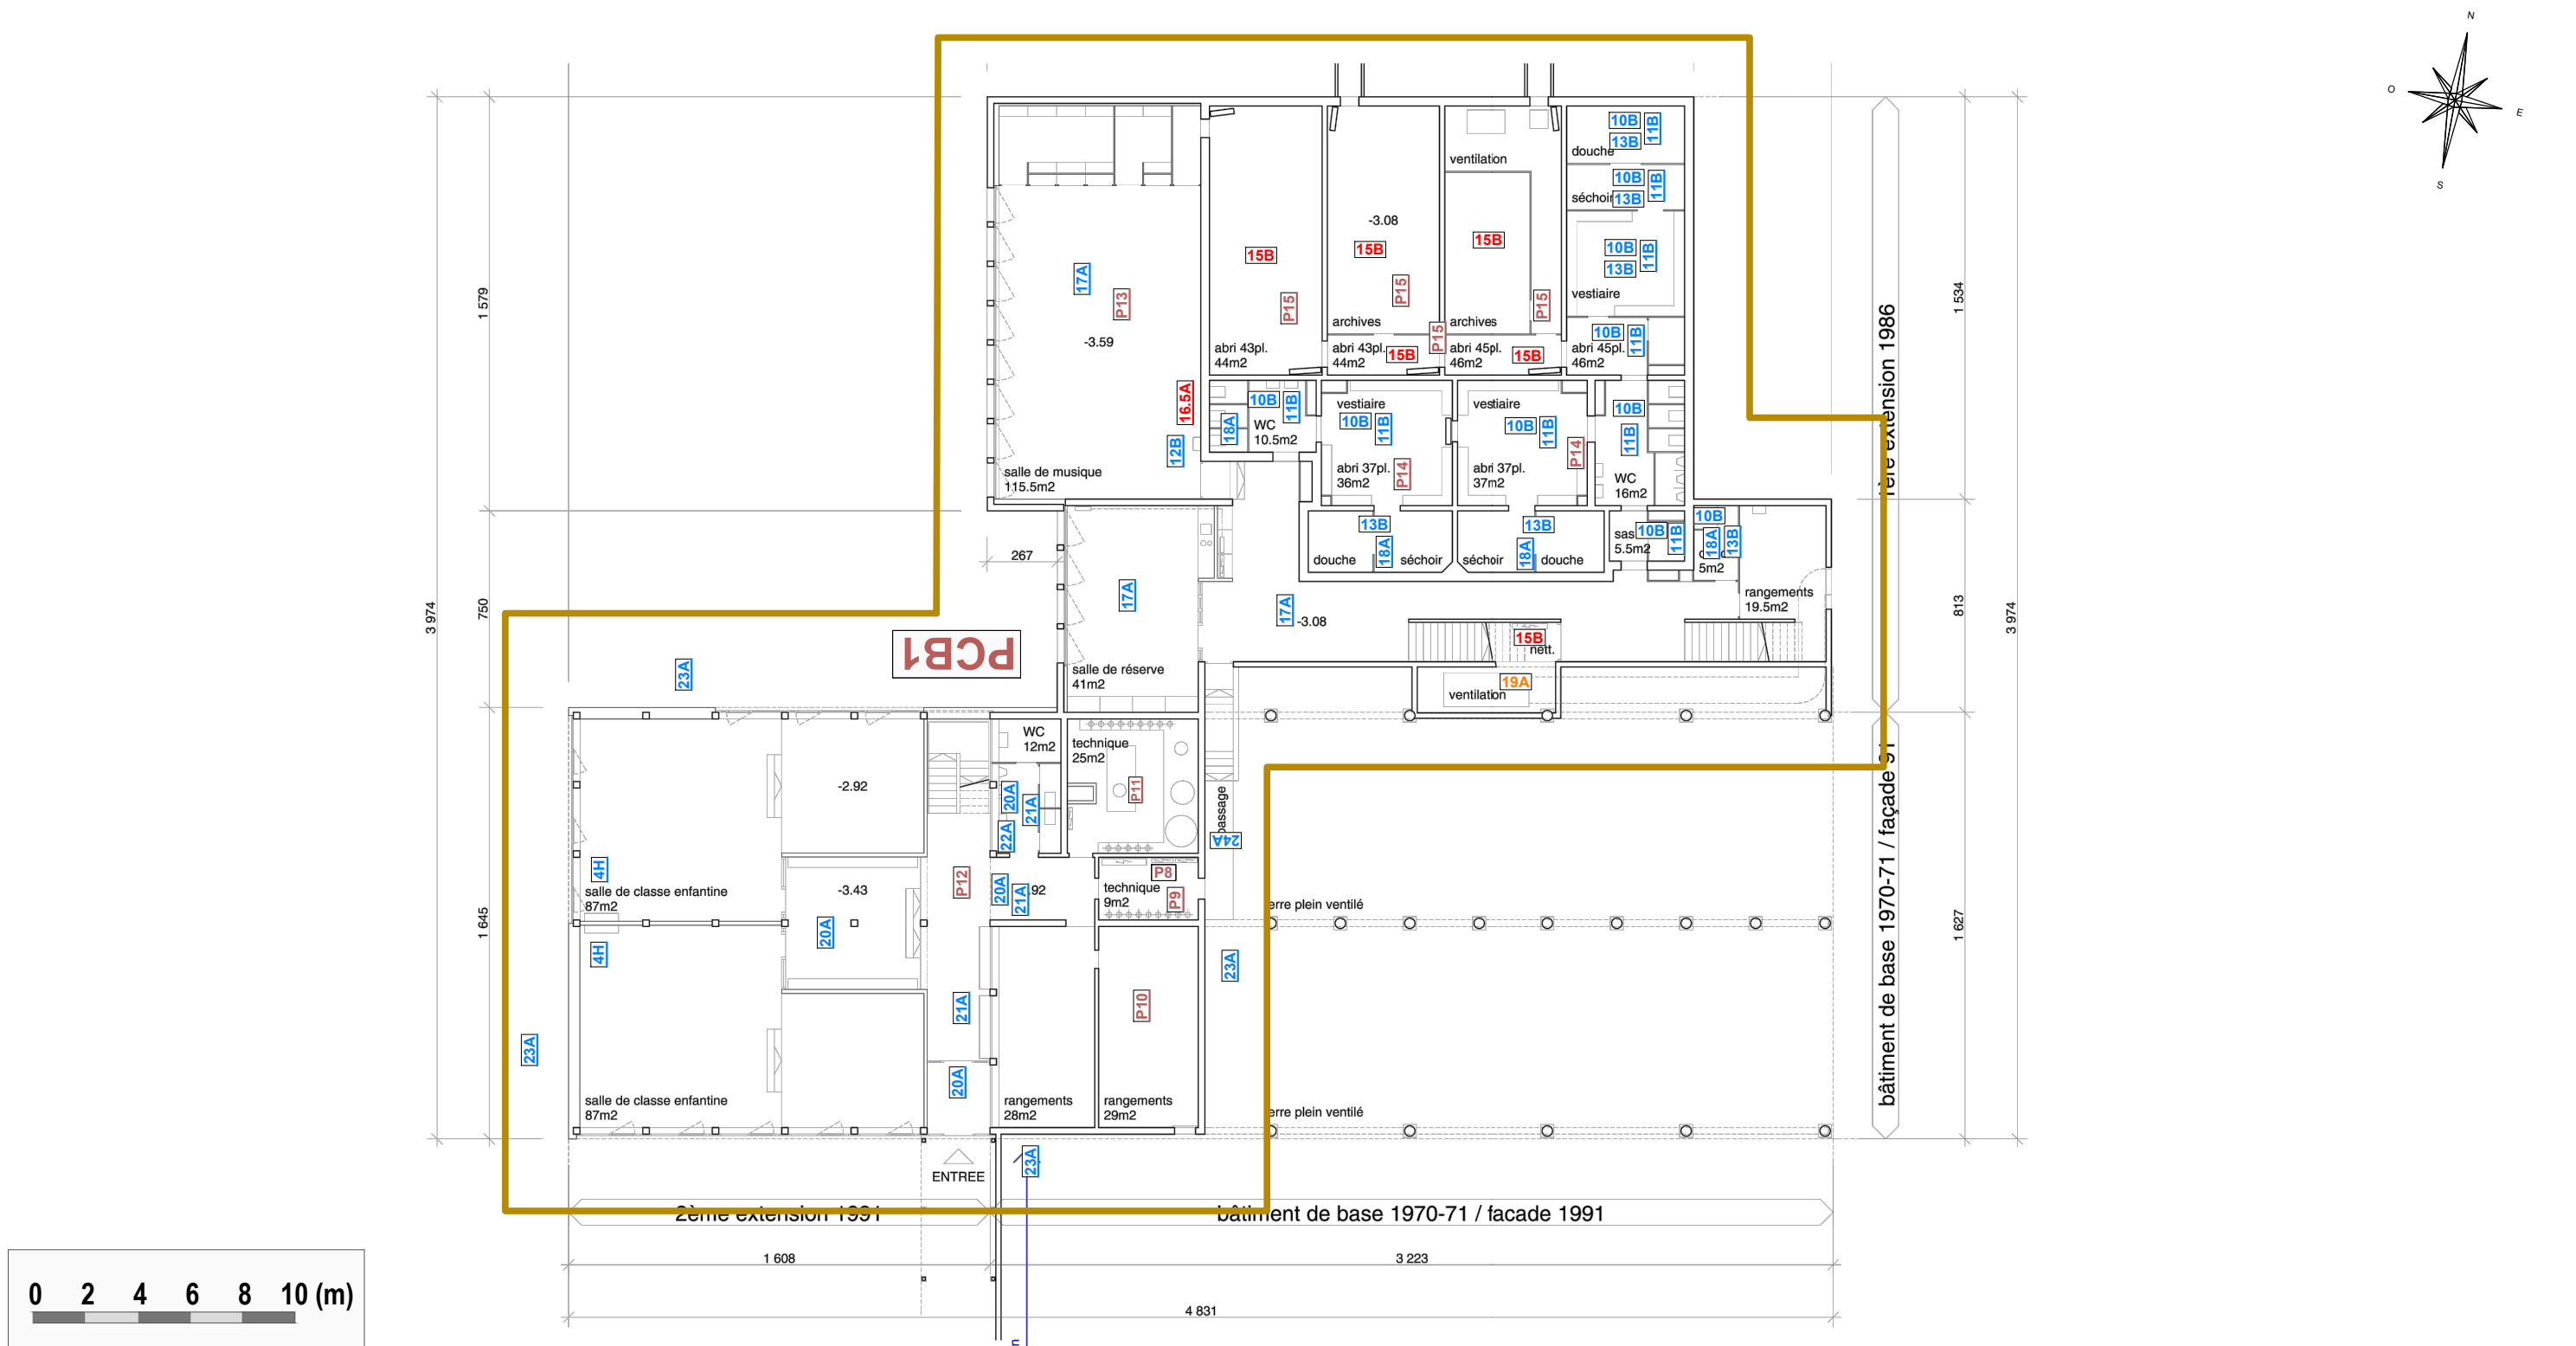 N
O
E
S
10B
11B
13B
douche
ventilation
10B
11B
séchoir
13B
-3.08
15B
15B
15B
10B
11B
13B
17A
P13
P15
P15
P15
vestiaire
1 579
1 534
1ère extension 1986
archives
archives
P15
10B
11B
-3.59
abri 43pl.
44m2
abri 43pl.
44m2
15B
abri 45pl.
46m2
15B
abri 45pl.
46m2
16.5A
10B
11B
18A
WC
10.5m2
vestiaire
10B
11B
vestiaire
10B
11B
10B
11B
12B
P14
P14
salle de musique
115.5m2
abri 37pl.
36m2
abri 37pl.
37m2
WC
16m2
13B
18A
13B
18A
sas
5.5m2
10B
11B
10B
18A
13B
5m2
douche
séchoir
séchoir
douche
267
17A
17A
-3.08
rangements
19.5m2
3 974
750
813
3 974
15B
nett.
PCB1
23A
salle de réserve
41m2
19A
ventilation
WC
12m2
technique
25m2
-2.92
20A
21A
22A
P11
passage
24A
bâtiment de base 1970-71 / façade 91
4H
salle de classe enfantine
87m2
-3.43
P12
20A
21A
92
technique
9m2
P8
P9
erre plein ventilé
20A
1 645
1 627
4H
23A
21A
P10
23A
20A
salle de classe enfantine
87m2
rangements
28m2
rangements
29m2
erre plein ventilé
23A
ENTREE
2ème extension 1991
bâtiment de base 1970-71 / facade 1991
1 608
3 223
4 831
0 2 4 6 8 10 (m)
n